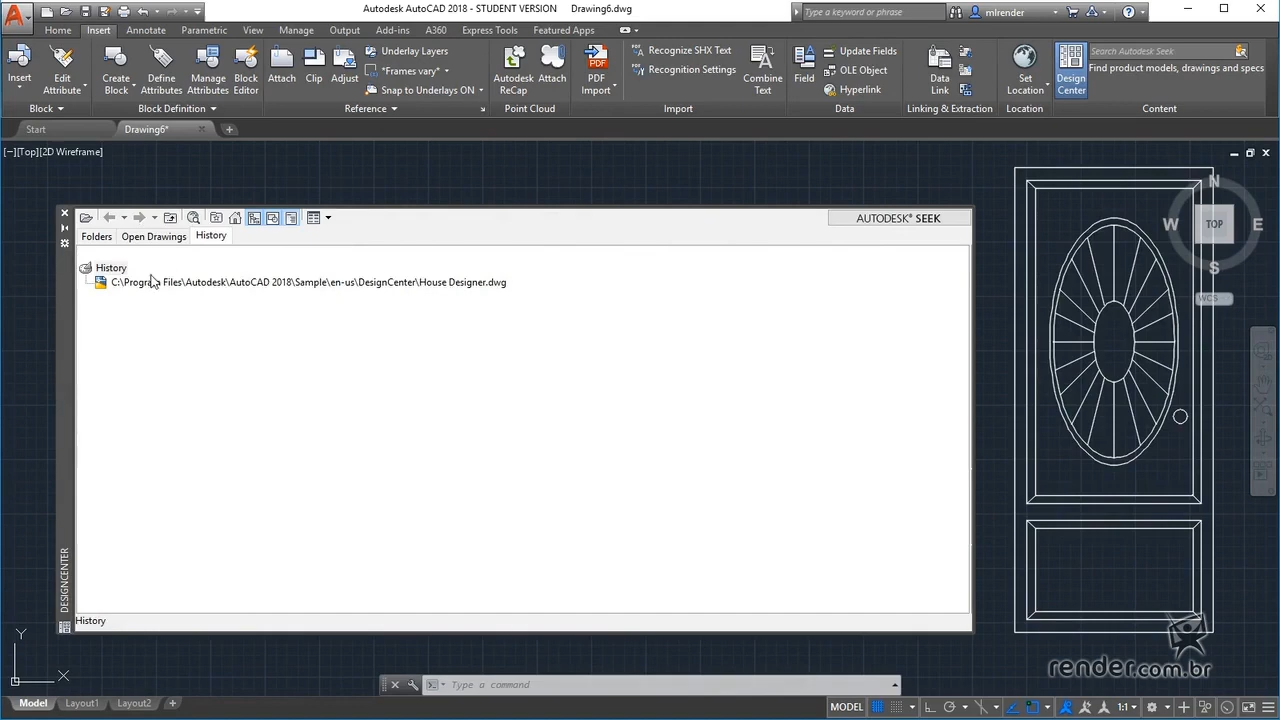 Autodesk AutoCAD 2018 - STUDENT VERSION Drawing6.dwg
Type a keyword or phrase
mlrender
Home Insert Annotate Parametric View Manage Output Add-ins A360 Express Tools Featured Apps
Insert
Edit Attribute
Create Block
Define Attributes
Manage Attributes
Block Editor
Attach
Clip
Adjust
Underlay Layers
*Frames vary*
Snap to Underlays ON
Autodesk ReCap
Attach
PDF
PDF Import
Recognize SHX Text
Recognition Settings
Combine Text
Field
Update Fields
OLE Object
Hyperlink
Data Link
Set Location
Design Center
Search Autodesk Seek
Find product models, drawings and specs
Block Block Definition Reference Point Cloud Import Data Linking & Extraction Location Content
Start Drawing6*
[−][Top][2D Wireframe]
AUTODESK® SEEK
Folders Open Drawings History
History
C:\Program Files\Autodesk\AutoCAD 2018\Sample\en-us\DesignCenter\House Designer.dwg
DESIGNCENTER
History
N
W TOP E
S
WCS
Y
X
render.com.br
Type a command
Model Layout1 Layout2
MODEL
1:1